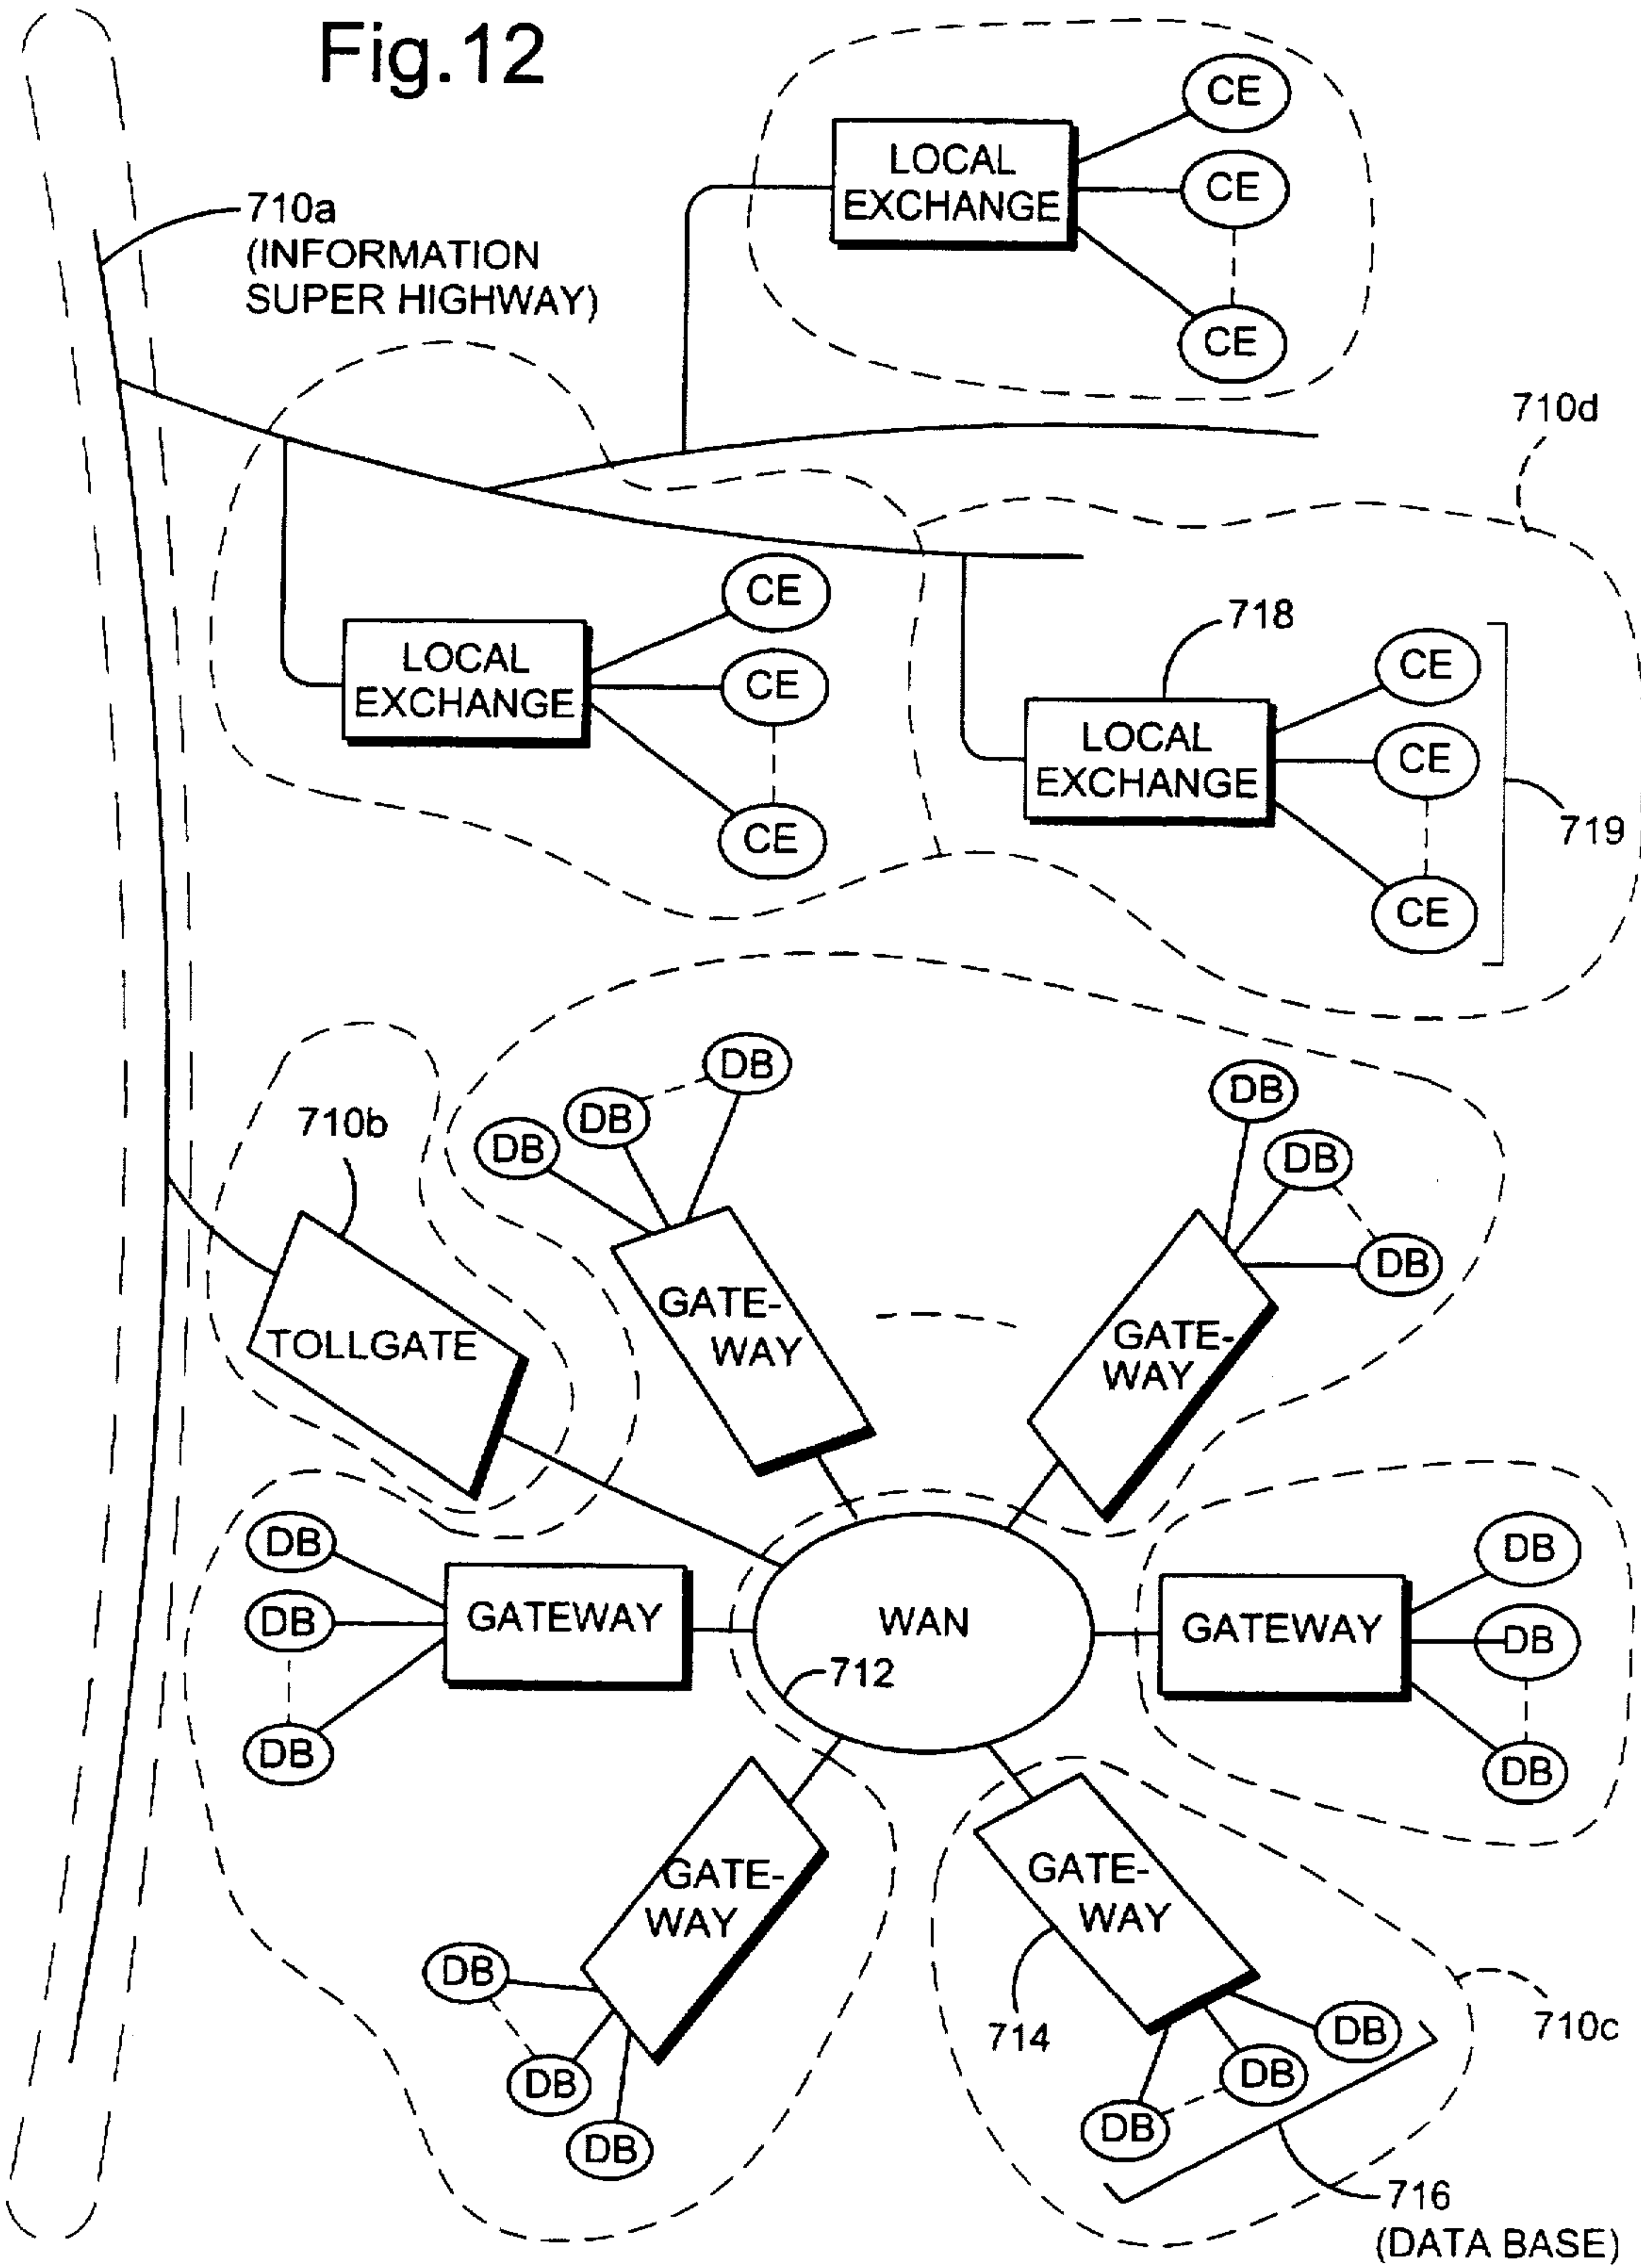 Fig.12
CE
LOCAL
EXCHANGE
CE
CE
710a
(INFORMATION
SUPER HIGHWAY)
710d
CE
LOCAL
EXCHANGE
CE
CE
718
CE
LOCAL
EXCHANGE
CE
CE
719
710b
TOLLGATE
DB
DB
DB
GATE-
WAY
DB
DB
DB
GATE-
WAY
DB
DB
DB
GATEWAY
WAN
712
GATEWAY
DB
DB
DB
GATE-
WAY
DB
DB
DB
GATE-
WAY
714
DB
DB
DB
710c
716
(DATA BASE)